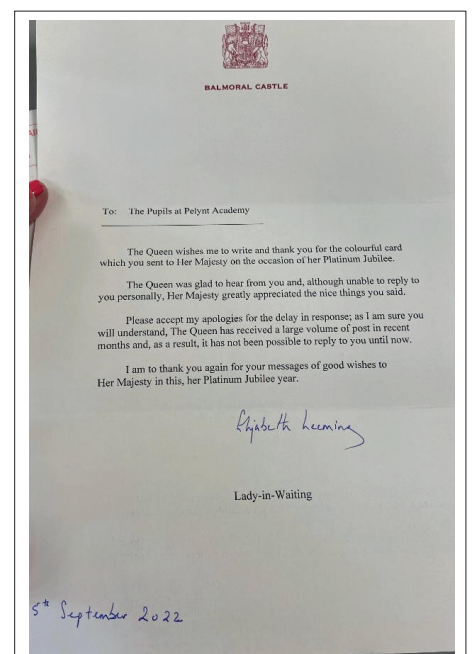 BALMORAL CASTLE
To: The Pupils at Pelynt Academy
The Queen wishes me to write and thank you for the colourful card
which you sent to Her Majesty on the occasion of her Platinum Jubilee.
The Queen was glad to hear from you and, although unable to reply to
you personally, Her Majesty greatly appreciated the nice things you said.
Please accept my apologies for the delay in response; as I am sure you
will understand, The Queen has received a large volume of post in recent
months and, as a result, it has not been possible to reply to you until now.
I am to thank you again for your messages of good wishes to
Her Majesty in this, her Platinum Jubilee year.
Elizabeth Leeming
Lady-in-Waiting
5th September 2022